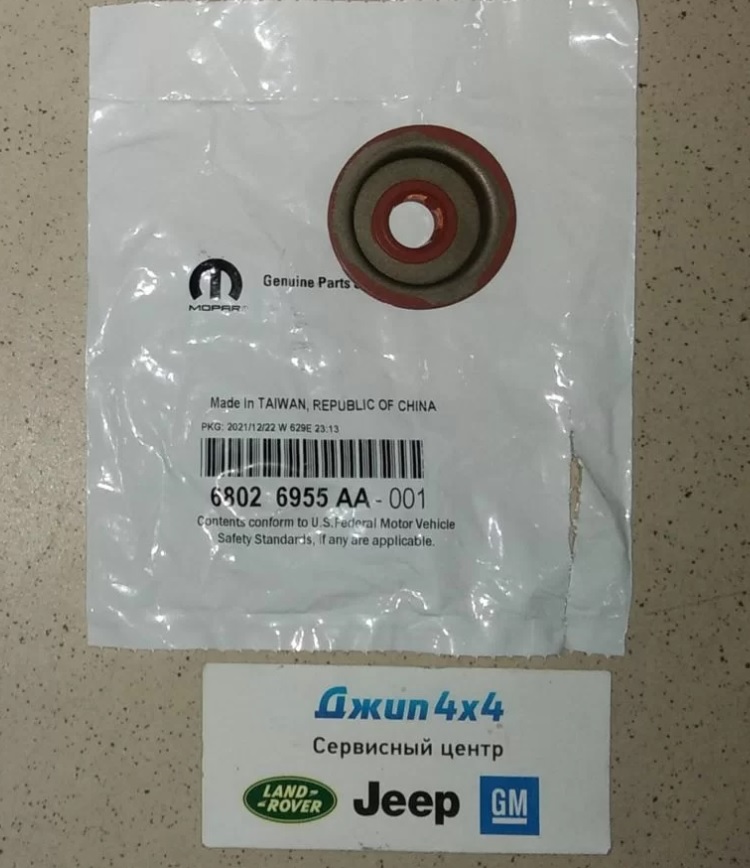 Genuine Parts
MOPAR
Made in TAIWAN, REPUBLIC OF CHINA
PKG: 2021/12/22 W 629E 23:13
6802 6955 AA - 001
Contents conform to U.S. Federal Motor Vehicle
Safety Standards, if any are applicable.
Джип 4x4
Сервисный центр
LAND-
-ROVER
Jeep
GM